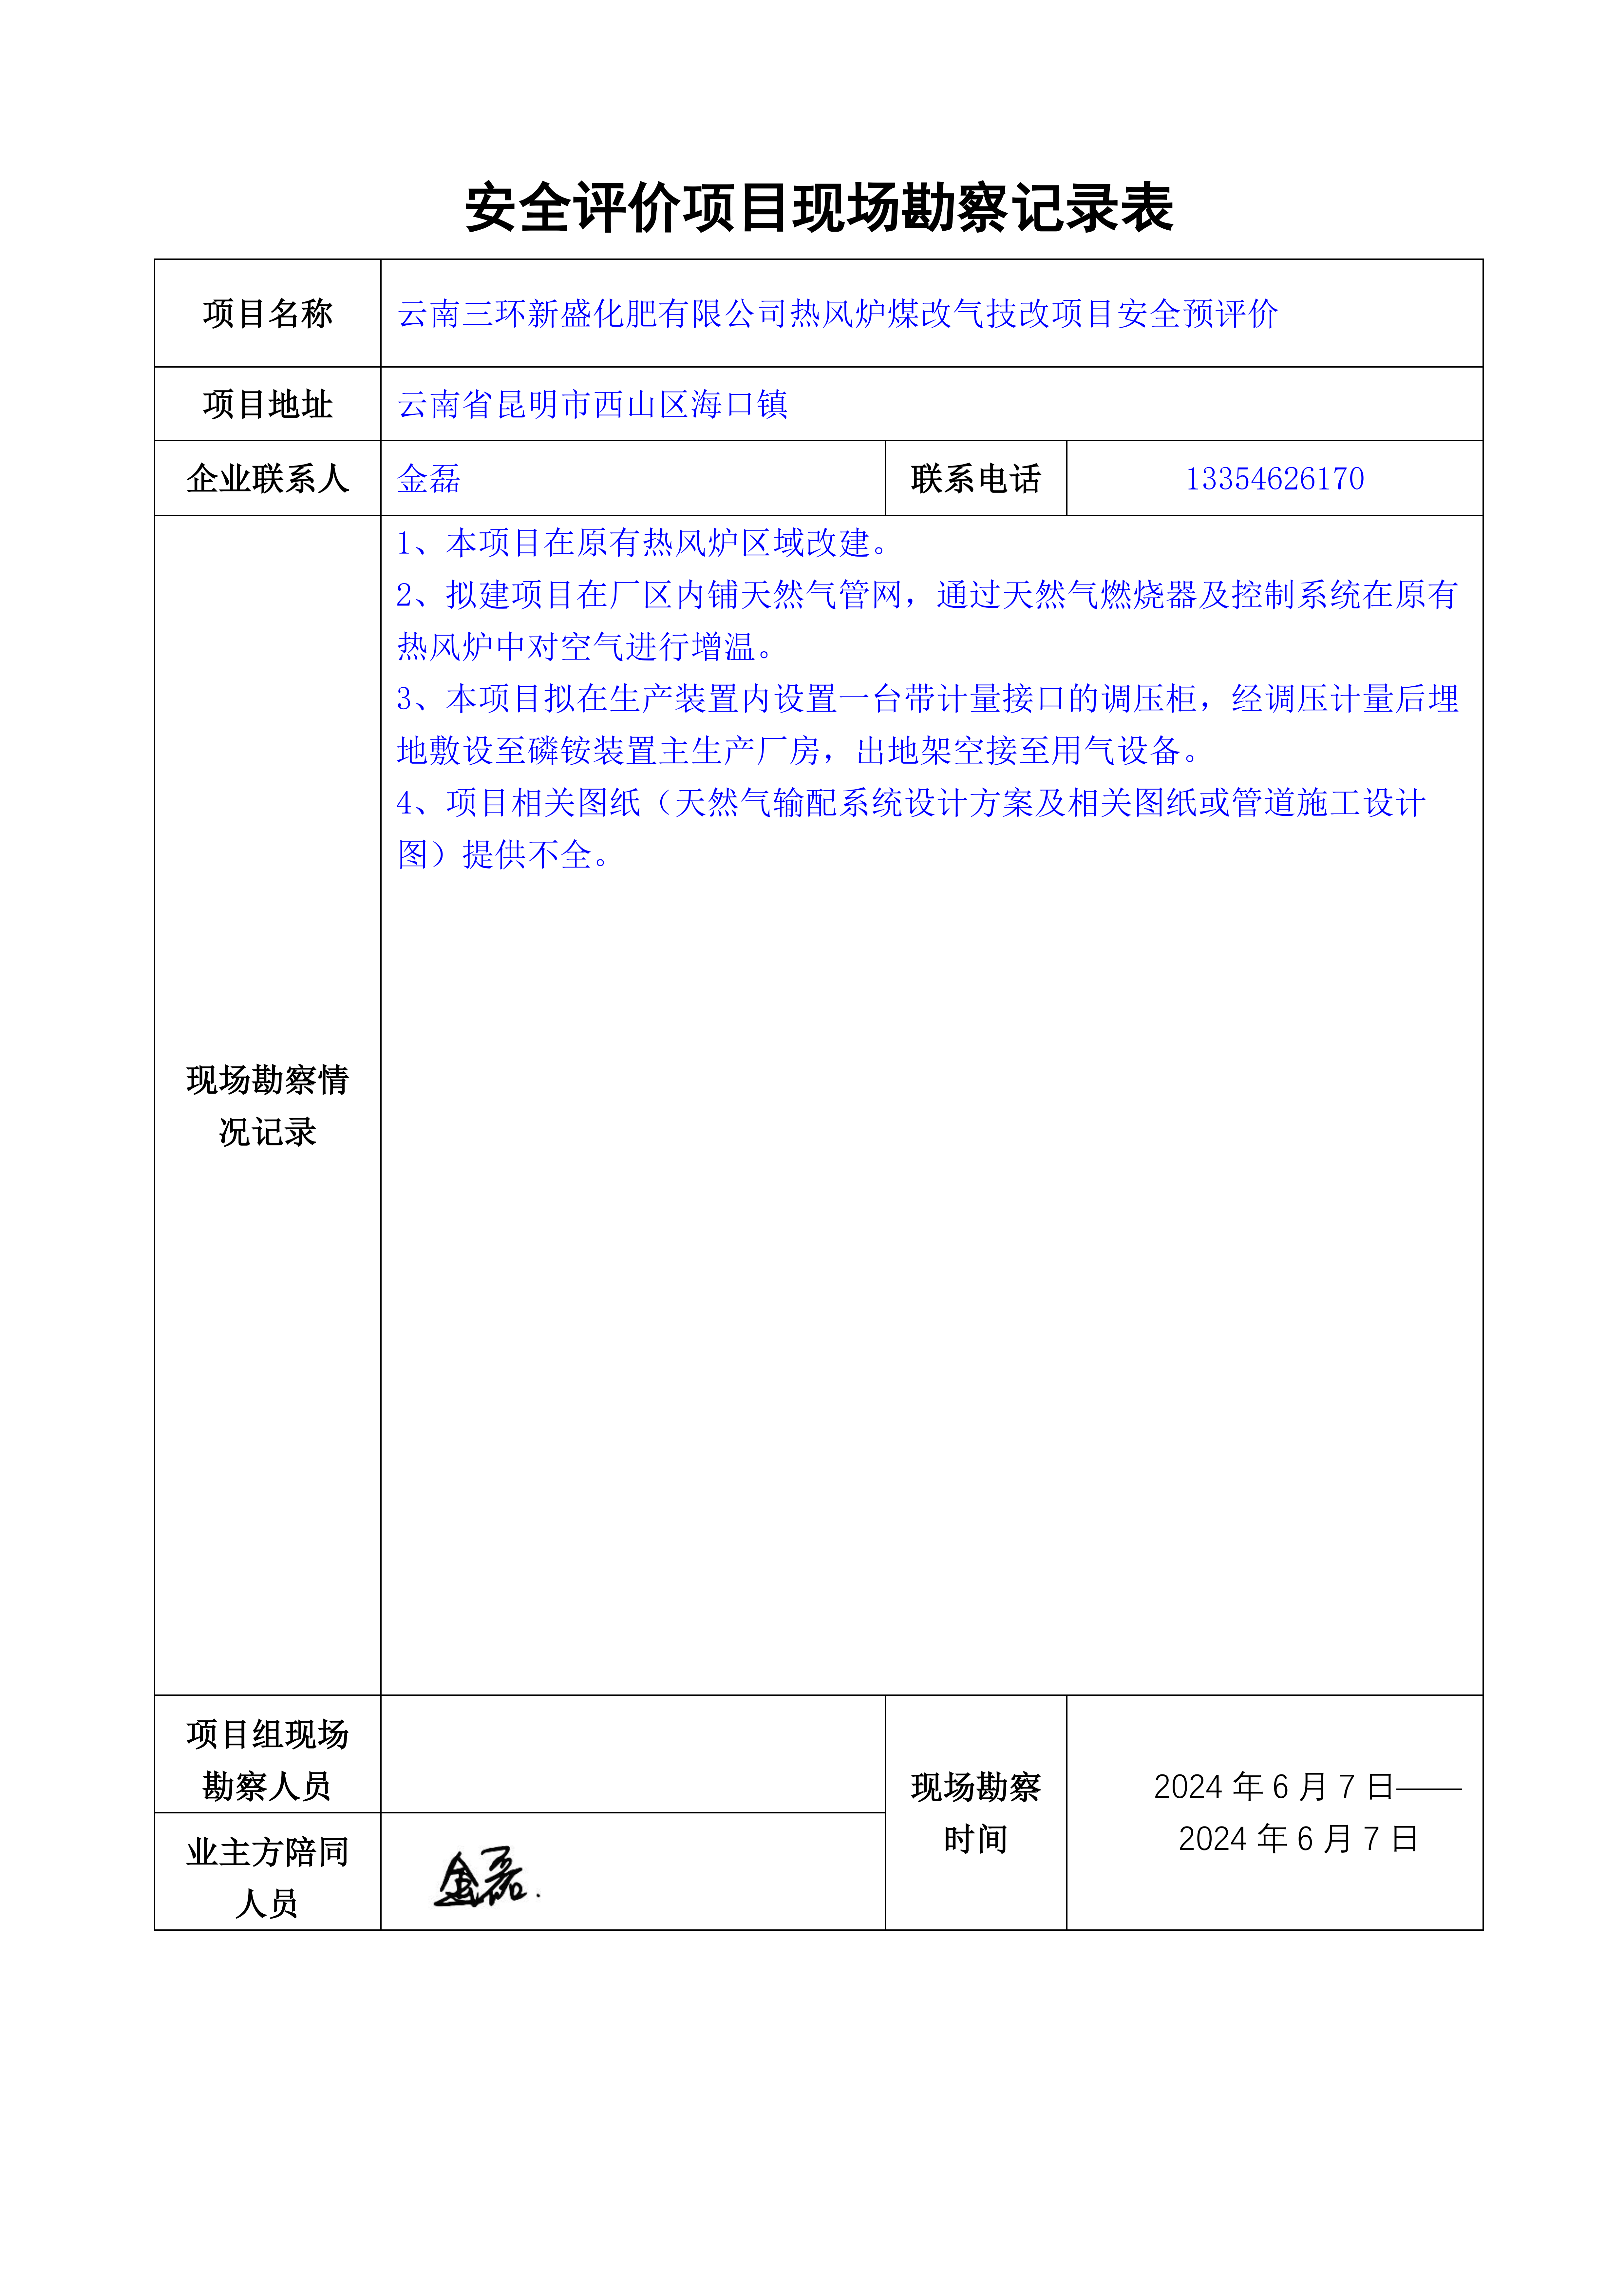 安全评价项目现场勘察记录表
项目名称
云南三环新盛化肥有限公司热风炉煤改气技改项目安全预评价
项目地址
云南省昆明市西山区海口镇
企业联系人
金磊
联系电话
13354626170
现场勘察情
况记录
1、本项目在原有热风炉区域改建。
2、拟建项目在厂区内铺天然气管网，通过天然气燃烧器及控制系统在原有
热风炉中对空气进行增温。
3、本项目拟在生产装置内设置一台带计量接口的调压柜，经调压计量后埋
地敷设至磷铵装置主生产厂房，出地架空接至用气设备。
4、项目相关图纸（天然气输配系统设计方案及相关图纸或管道施工设计
图）提供不全。
项目组现场
勘察人员
现场勘察
时间
2024 年 6 月 7 日——
2024 年 6 月 7 日
业主方陪同
人员
金磊.